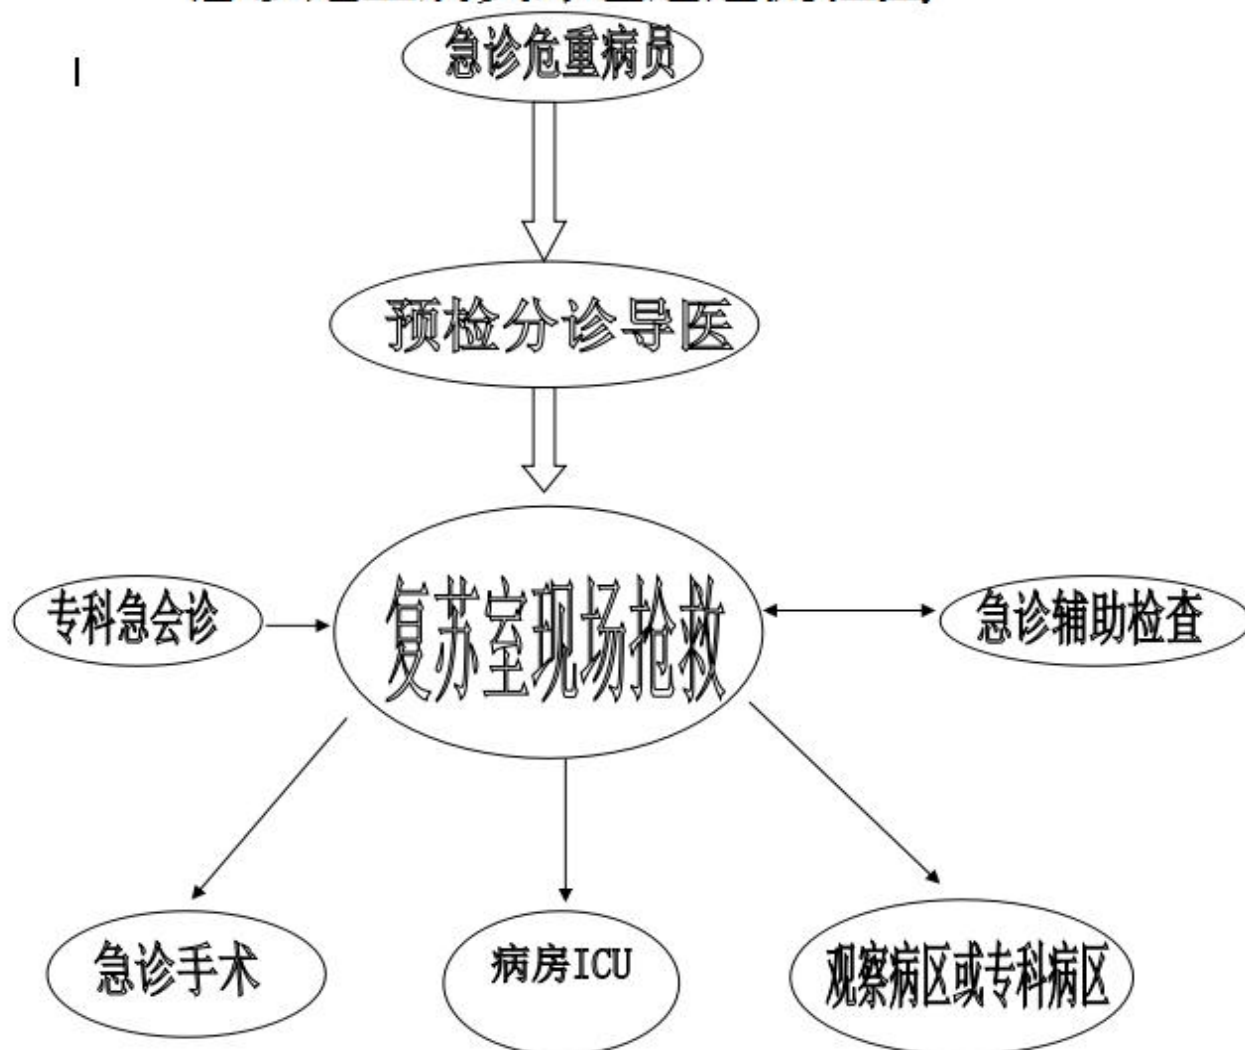 急诊危重病员
预检分诊导医
专科急会诊
复苏室现场抢救
急诊辅助检查
急诊手术
病房ICU
观察病区或专科病区